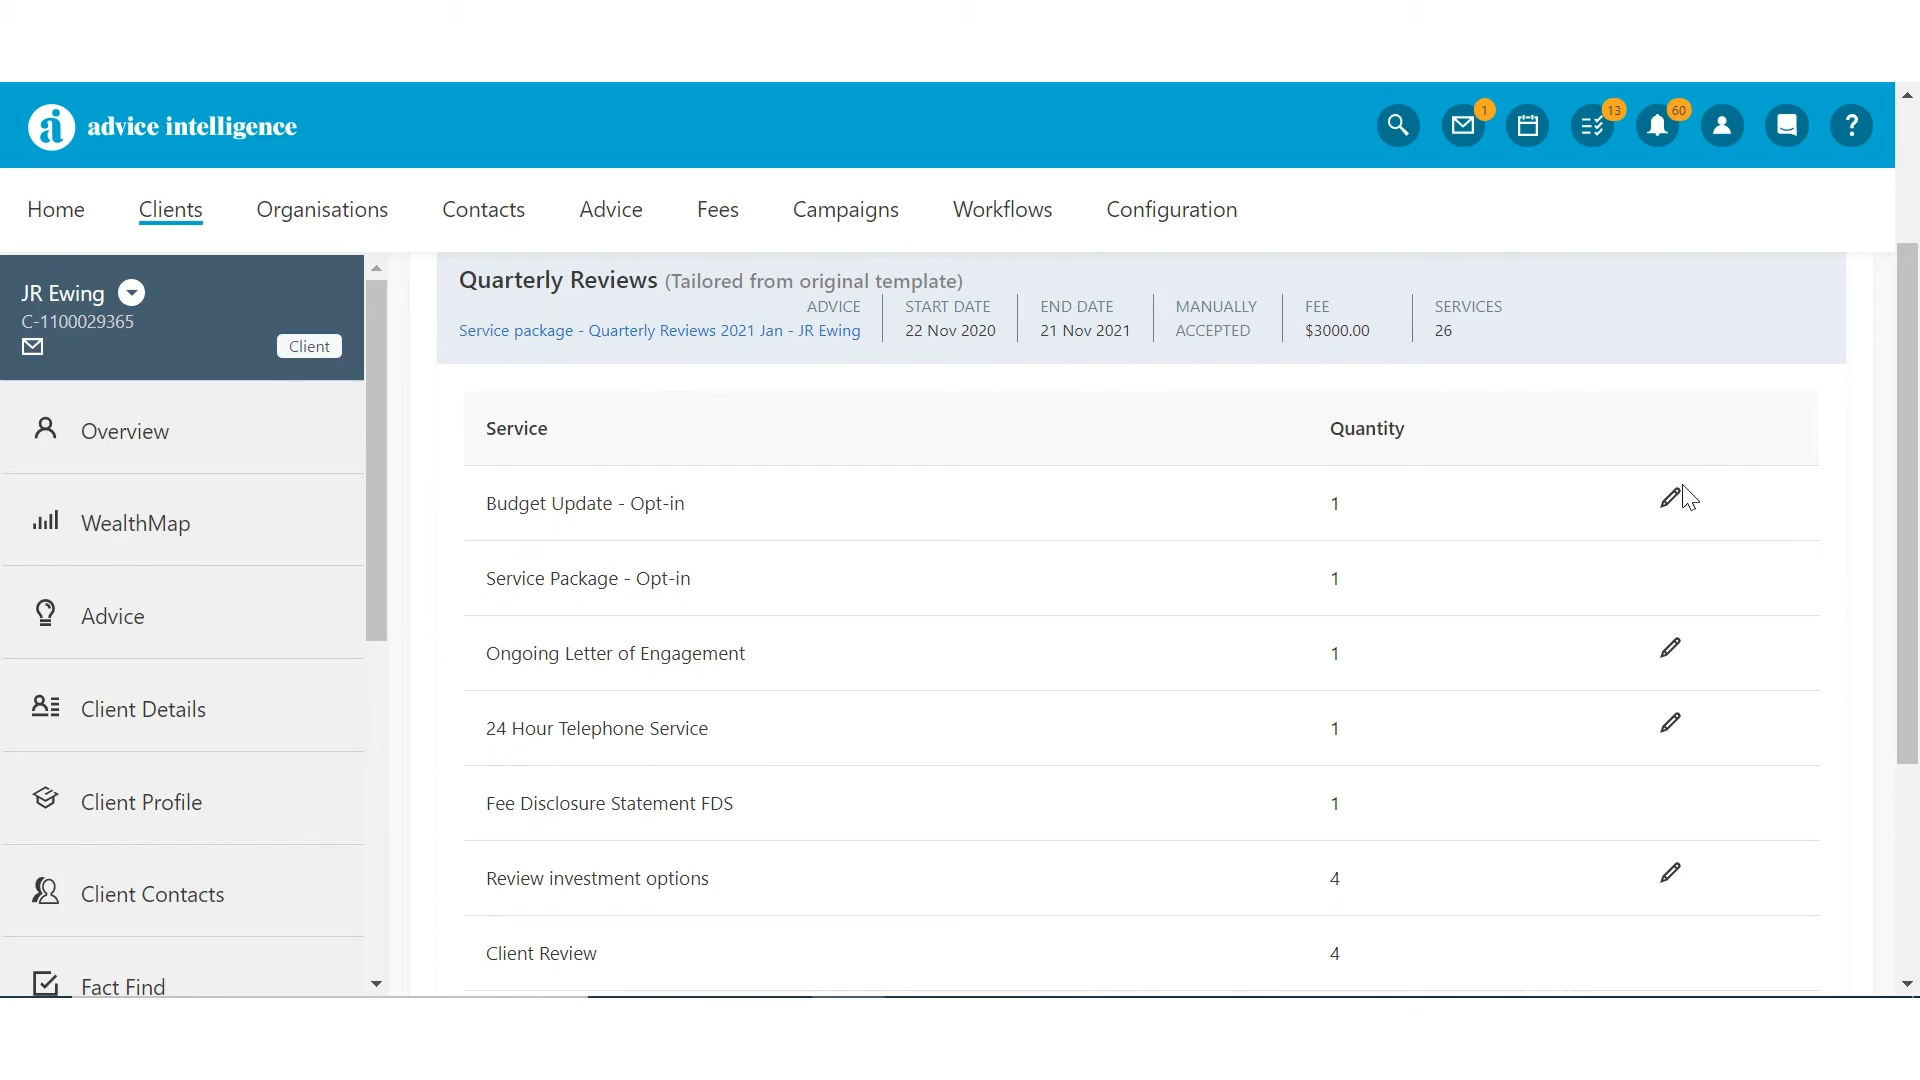 advice intelligence
1
13
60
?
Home Clients Organisations Contacts Advice Fees Campaigns Workflows Configuration
JR Ewing
C-1100029365
Client
Overview
WealthMap
Advice
Client Details
Client Profile
Client Contacts
Fact Find
Quarterly Reviews (Tailored from original template)
ADVICE START DATE END DATE MANUALLY FEE SERVICES
Service package - Quarterly Reviews 2021 Jan - JR Ewing 22 Nov 2020 21 Nov 2021 ACCEPTED $3000.00 26
Service Quantity
Budget Update - Opt-in 1
Service Package - Opt-in 1
Ongoing Letter of Engagement 1
24 Hour Telephone Service 1
Fee Disclosure Statement FDS 1
Review investment options 4
Client Review 4